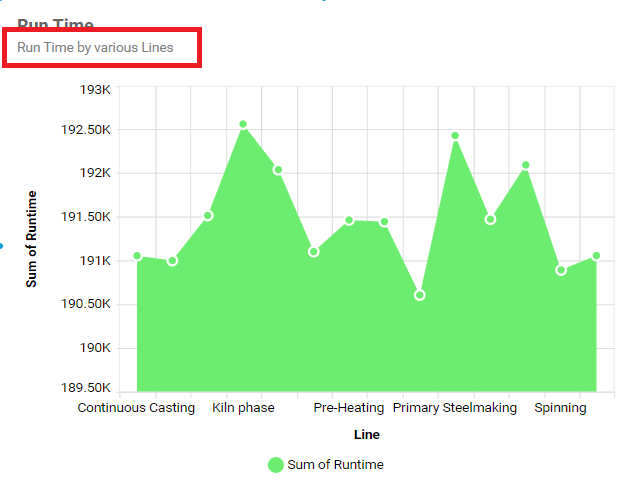 Run Time
Run Time by various Lines
193K
192.50K
192K
191.50K
191K
190.50K
190K
189.50K
Sum of Runtime
Continuous Casting Kiln phase Pre-Heating Primary Steelmaking Spinning
Line
Sum of Runtime